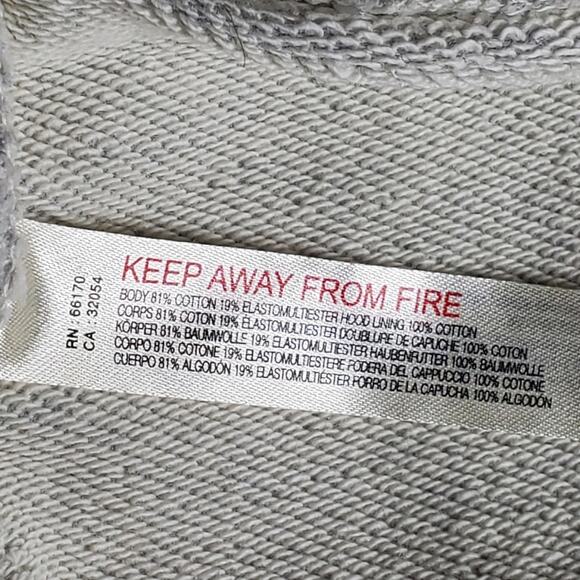 RN 66170
CA 32054
KEEP AWAY FROM FIRE
BODY 81% COTTON 19% ELASTOMULTIESTER HOOD LINING 100% COTTON
CORPS 81% COTON 19% ELASTOMULTIESTER DOUBLURE DE CAPUCHE 100% COTON
KÖRPER 81% BAUMWOLLE 19% ELASTOMULTIESTER HAUBENFUTTER 100% BAUMWOLLE
CORPO 81% COTONE 19% ELASTOMULTIESTERE FODERA DEL CAPPUCCIO 100% COTONE
CUERPO 81% ALGODÓN 19% ELASTOMULTIÉSTER FORRO DE LA CAPUCHA 100% ALGODÓN